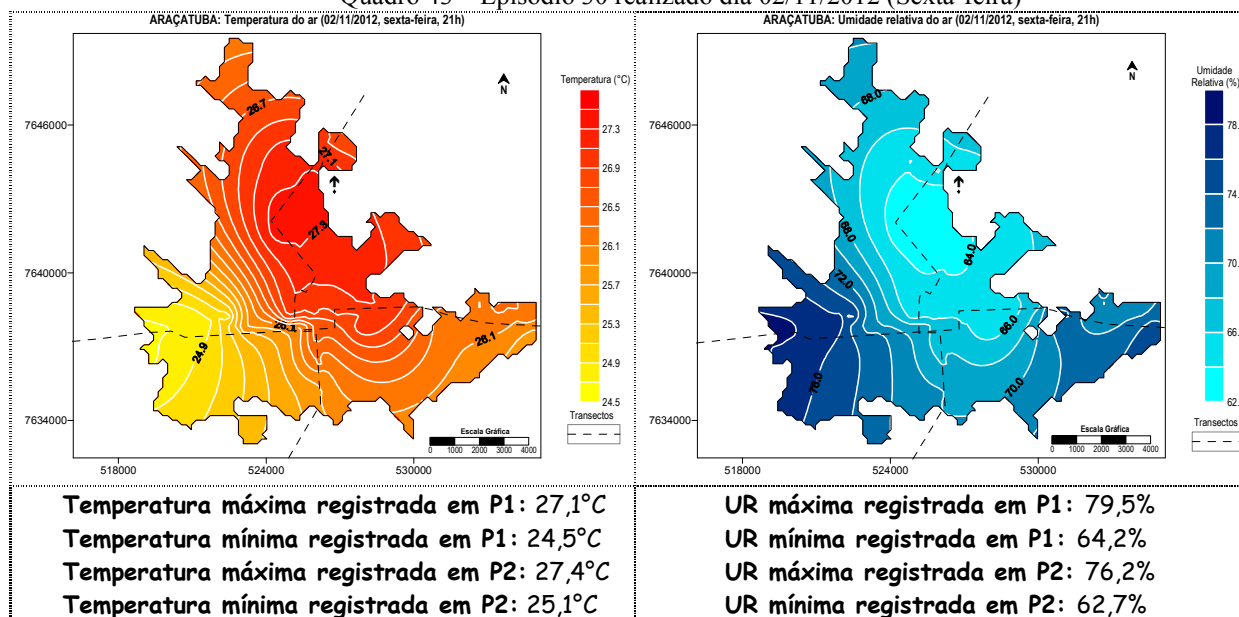 Quadro 43 – Episódio 30 realizado dia 02/11/2012 (Sexta-feira)
ARAÇATUBA: Temperatura do ar (02/11/2012, sexta-feira, 21h)
N
Temperatura (°C)
7646000
7640000
7634000
518000
524000
530000
26.7
27.1
27.3
26.1
24.9
26.1
27.3
26.9
26.5
26.1
25.7
25.3
24.9
24.5
Transectos
Escala Gráfica
0 1000 2000 3000 4000
ARAÇATUBA: Umidade relativa do ar (02/11/2012, sexta-feira, 21h)
N
Umidade
Relativa (%)
7646000
7640000
7634000
518000
524000
530000
68.0
68.0
64.0
72.0
66.0
76.0
70.0
78.
74.
70.
66.
62.
Transectos
Escala Gráfica
0 1000 2000 3000 4000
Temperatura máxima registrada em P1: 27,1°C
Temperatura mínima registrada em P1: 24,5°C
Temperatura máxima registrada em P2: 27,4°C
Temperatura mínima registrada em P2: 25,1°C
UR máxima registrada em P1: 79,5%
UR mínima registrada em P1: 64,2%
UR máxima registrada em P2: 76,2%
UR mínima registrada em P2: 62,7%